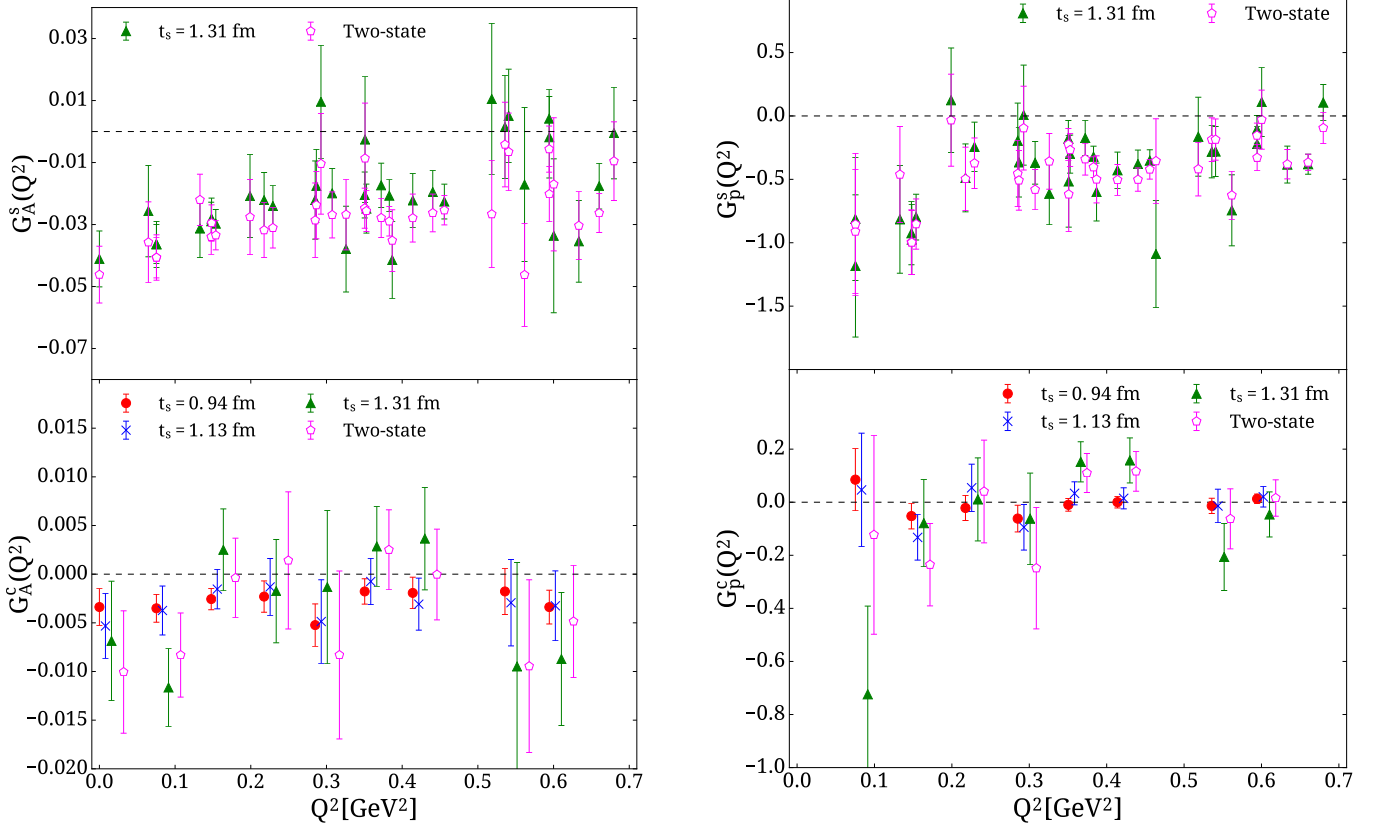 t_s = 1.31 fm Two-state
0.03
0.01
−0.01
−0.03
−0.05
−0.07
G_A^s(Q²)
t_s = 0.94 fm t_s = 1.31 fm
t_s = 1.13 fm Two-state
0.015
0.010
0.005
0.000
−0.005
−0.010
−0.015
−0.020
G_A^c(Q²)
0.0 0.1 0.2 0.3 0.4 0.5 0.6 0.7
Q²[GeV²]
t_s = 1.31 fm Two-state
0.5
0.0
−0.5
−1.0
−1.5
G_p^s(Q²)
t_s = 0.94 fm t_s = 1.31 fm
t_s = 1.13 fm Two-state
0.2
0.0
−0.2
−0.4
−0.6
−0.8
−1.0
G_p^c(Q²)
0.0 0.1 0.2 0.3 0.4 0.5 0.6 0.7
Q²[GeV²]